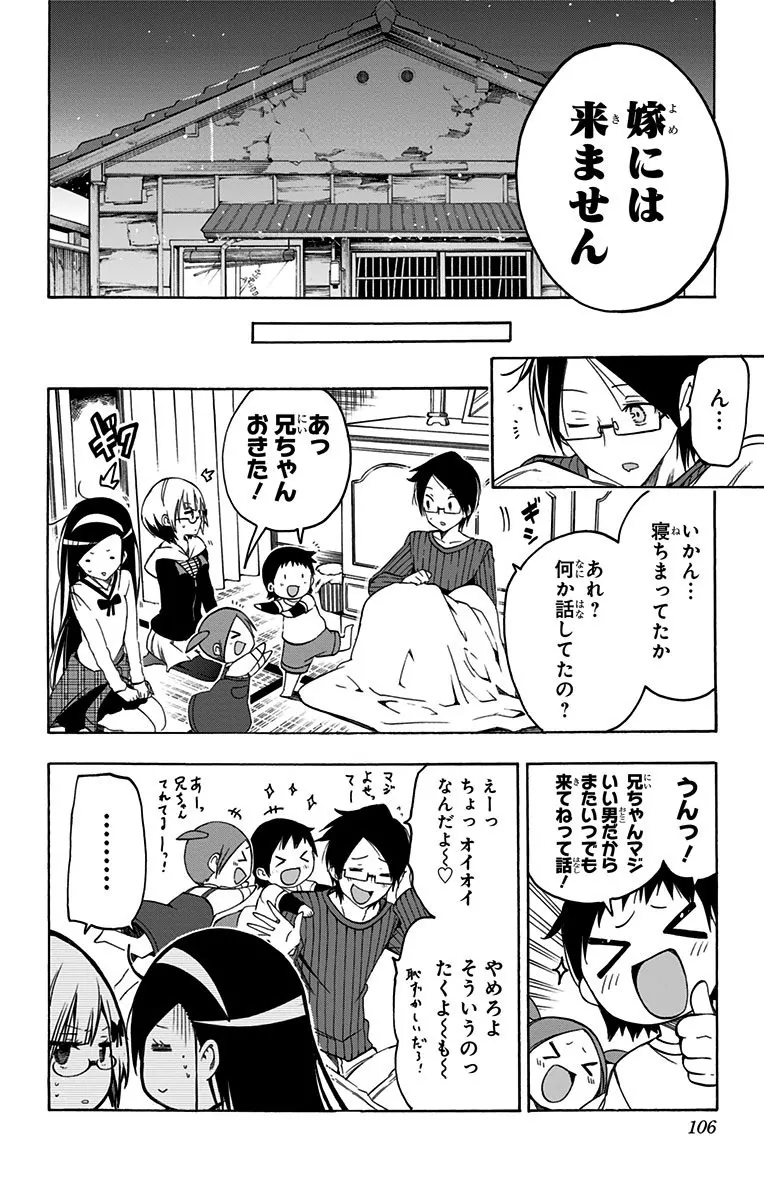 嫁には
来ません
ん…
いかん…
寝ちまってたか
あれ?
何か話してたの?
ギシ
あっ
兄ちゃん
おきた!
ギク
うんっ!
兄ちゃんマジ
いい男だから
またいつでも
来てねって話!
えーっ
ちょっ オイオイ
なんだよ〜♡
マジ
よせっ
てー
やめろよ
そういうのっ
たくよ〜も〜
恥ずかしいだろ!
あー、
兄ちゃん
てれてるーっ!
………
106